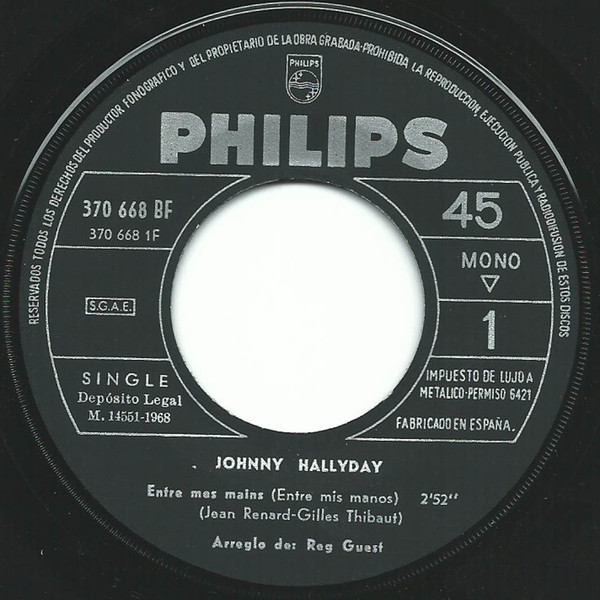 RESERVADOS TODOS LOS DERECHOS DEL PRODUCTOR FONOGRAFICO Y DEL PROPIETARIO DE LA OBRA GRABADA·PROHIBIDA LA REPRODUCCION, EJECUCION PUBLICA Y RADIODIFUSION DE ESTOS DISCOS
PHILIPS
PHILIPS
370 668 BF
370 668 1F
S.G.A.E.
SINGLE
Depósito Legal
M. 14551-1968
45
MONO
1
IMPUESTO DE LUJO A
METALICO·PERMISO 6421
FABRICADO EN ESPAÑA.
JOHNNY HALLYDAY
Entre mes mains (Entre mis manos) 2'52"
(Jean Renard-Gilles Thibaut)
Arreglo de: Reg Guest